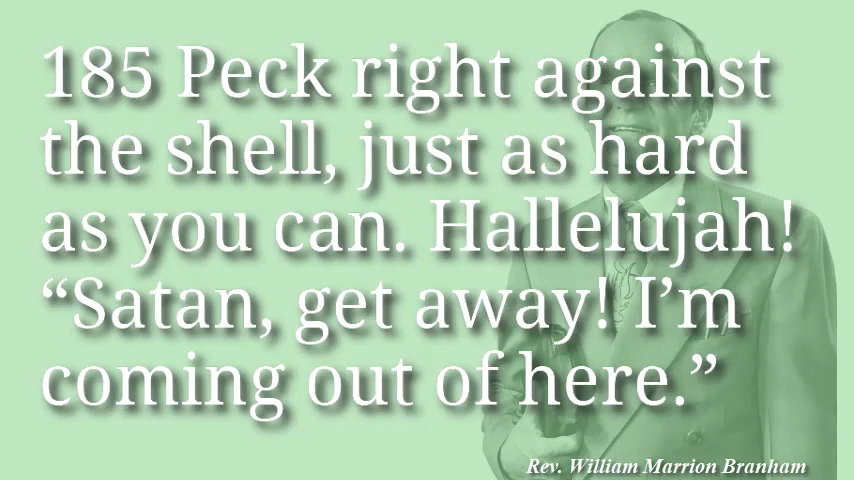 185 Peck right against
the shell, just as hard
as you can. Hallelujah!
“Satan, get away! I’m
coming out of here.”
Rev. William Marrion Branham